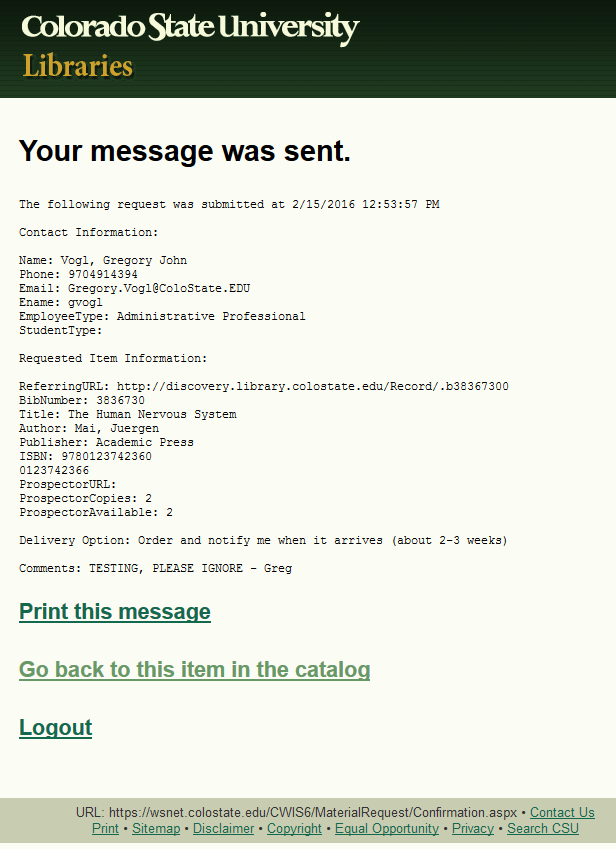 Colorado State University
Libraries
Your message was sent.
The following request was submitted at 2/15/2016 12:53:57 PM
Contact Information:
Name: Vogl, Gregory John
Phone: 9704914394
Email: Gregory.Vogl@ColoState.EDU
Ename: gvogl
EmployeeType: Administrative Professional
StudentType:
Requested Item Information:
ReferringURL: http://discovery.library.colostate.edu/Record/.b38367300
BibNumber: 3836730
Title: The Human Nervous System
Author: Mai, Juergen
Publisher: Academic Press
ISBN: 9780123742360
0123742366
ProspectorURL:
ProspectorCopies: 2
ProspectorAvailable: 2
Delivery Option: Order and notify me when it arrives (about 2-3 weeks)
Comments: TESTING, PLEASE IGNORE - Greg
Print this message
Go back to this item in the catalog
Logout
URL: https://wsnet.colostate.edu/CWIS6/MaterialRequest/Confirmation.aspx • Contact Us
Print • Sitemap • Disclaimer • Copyright • Equal Opportunity • Privacy • Search CSU